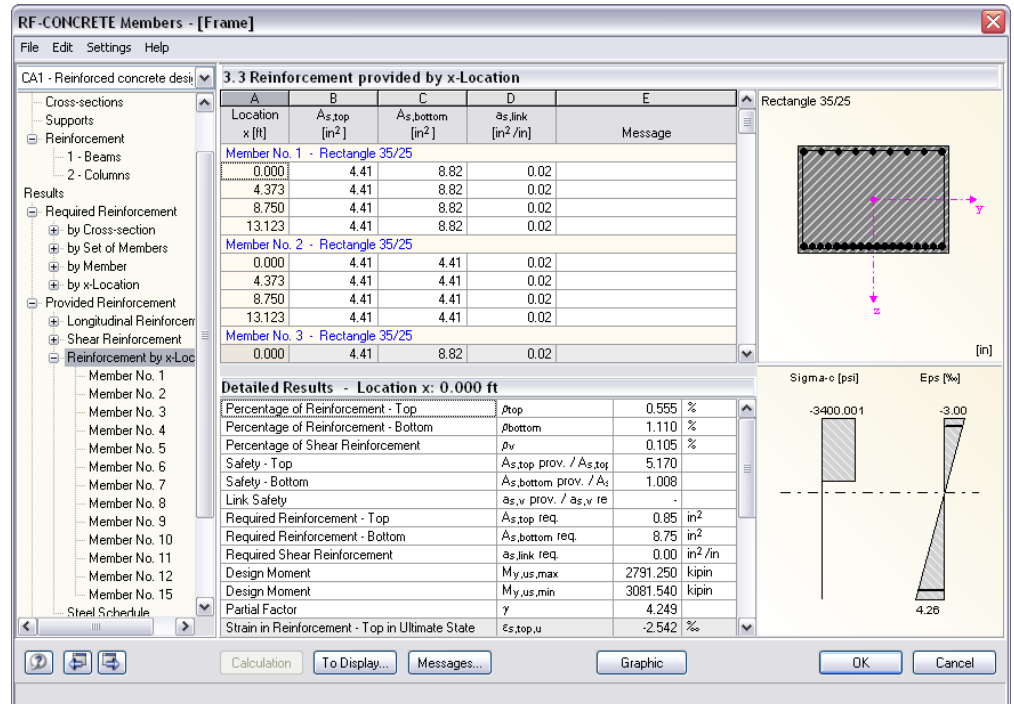 RF-CONCRETE Members - [Frame]
File Edit Settings Help
CA1 - Reinforced concrete desi
Cross-sections
Supports
Reinforcement
1 - Beams
2 - Columns
Results
Required Reinforcement
by Cross-section
by Set of Members
by Member
by x-Location
Provided Reinforcement
Longitudinal Reinforcem
Shear Reinforcement
Reinforcement by x-Loc
Member No. 1
Member No. 2
Member No. 3
Member No. 4
Member No. 5
Member No. 6
Member No. 7
Member No. 8
Member No. 9
Member No. 10
Member No. 11
Member No. 12
Member No. 15
Steel Schedule
3.3 Reinforcement provided by x-Location
A B C D E
Location As,top As,bottom as,link
x [ft] [in²] [in²] [in²/in] Message
Member No. 1 - Rectangle 35/25
0.000 4.41 8.82 0.02
4.373 4.41 8.82 0.02
8.750 4.41 8.82 0.02
13.123 4.41 8.82 0.02
Member No. 2 - Rectangle 35/25
0.000 4.41 4.41 0.02
4.373 4.41 4.41 0.02
8.750 4.41 4.41 0.02
13.123 4.41 4.41 0.02
Member No. 3 - Rectangle 35/25
0.000 4.41 8.82 0.02
Detailed Results - Location x: 0.000 ft
Percentage of Reinforcement - Top ρtop 0.555 %
Percentage of Reinforcement - Bottom ρbottom 1.110 %
Percentage of Shear Reinforcement ρv 0.105 %
Safety - Top As,top prov. / As,top 5.170
Safety - Bottom As,bottom prov. / As 1.008
Link Safety as,v prov. / as,v re -
Required Reinforcement - Top As,top req. 0.85 in²
Required Reinforcement - Bottom As,bottom req. 8.75 in²
Required Shear Reinforcement as,link req. 0.00 in²/in
Design Moment My,us,max 2791.250 kipin
Design Moment My,us,min 3081.540 kipin
Partial Factor γ 4.249
Strain in Reinforcement - Top in Ultimate State εs,top,u -2.542 ‰
Rectangle 35/25
y
z
[in]
Sigma-c [psi] Eps [‰]
-3400.001 -3.00
4.26
Calculation To Display... Messages... Graphic OK Cancel